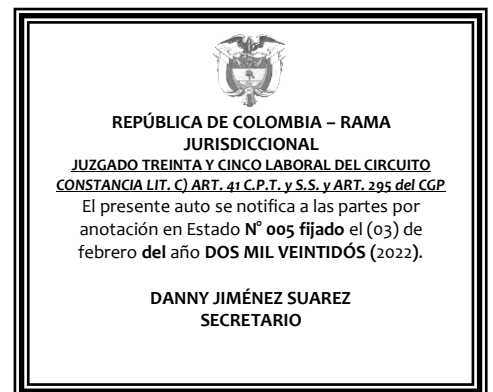 REPÚBLICA DE COLOMBIA – RAMA
JURISDICCIONAL
JUZGADO TREINTA Y CINCO LABORAL DEL CIRCUITO
CONSTANCIA LIT. C) ART. 41 C.P.T. y S.S. y ART. 295 del CGP
El presente auto se notifica a las partes por
anotación en Estado N° 005 fijado el (03) de
febrero del año DOS MIL VEINTIDÓS (2022).
DANNY JIMÉNEZ SUAREZ
SECRETARIO